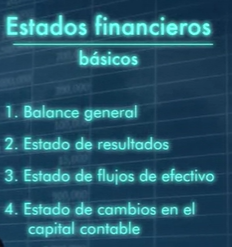 Estados financieros
básicos
1. Balance general
2. Estado de resultados
3. Estado de flujos de efectivo
4. Estado de cambios en el
capital contable